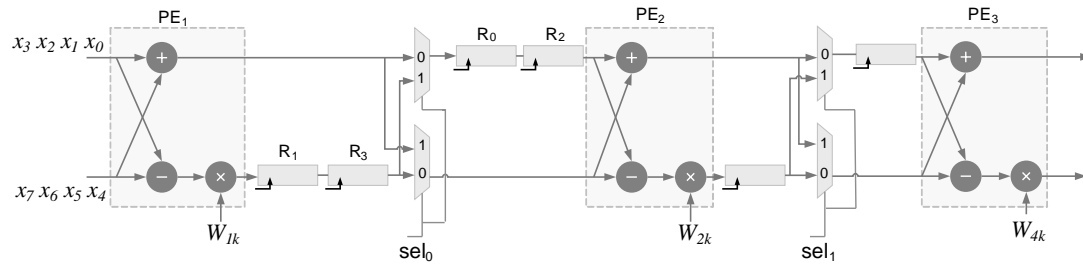 PE₁ PE₂ PE₃
R₀ R₂
x₃ x₂ x₁ x₀
+ 0 + 0 +
1 1
R₁ R₃
1 1
x₇ x₆ x₅ x₄
− × 0 − × 0 − ×
W₁ₖ W₂ₖ W₄ₖ
sel₀ sel₁